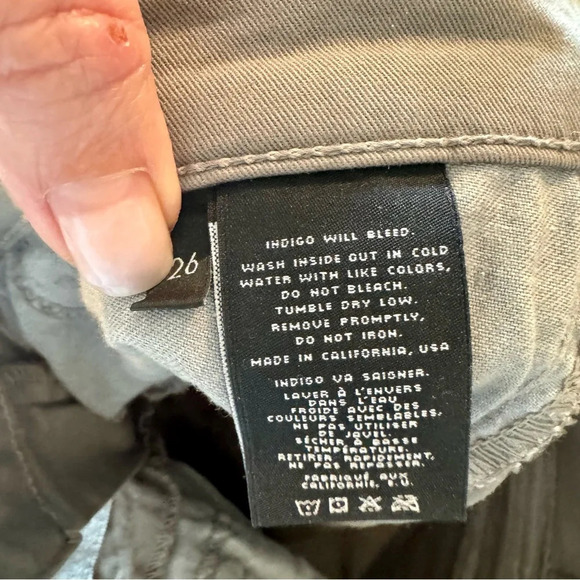 26
INDIGO WILL BLEED.
WASH INSIDE OUT IN COLD
WATER WITH LIKE COLORS,
DO NOT BLEACH.
TUMBLE DRY LOW.
REMOVE PROMPTLY,
DO NOT IRON.
MADE IN CALIFORNIA, USA
INDIGO VA SAIGNER.
LAVER À L'ENVERS
DANS L'EAU
FROIDE AVEC DES
COULEURS SEMBLABLES,
NE PAS UTILISER
DE JAVEL.
SÉCHER À BASSE
TEMPÉRATURE.
RETIRER RAPIDEMENT,
NE PAS REPASSER.
FABRIQUÉ AUX
CALIFORNIE,